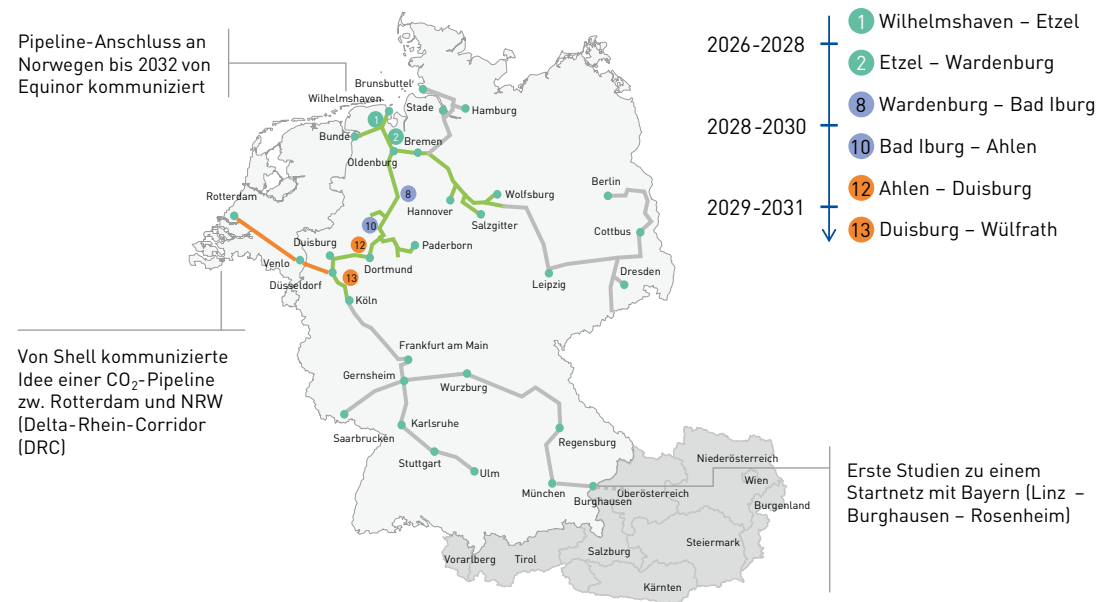 Pipeline-Anschluss an
Norwegen bis 2032 von
Equinor kommuniziert
2026-2028
2028-2030
2029-2031
1 Wilhelmshaven – Etzel
2 Etzel – Wardenburg
8 Wardenburg – Bad Iburg
10 Bad Iburg – Ahlen
12 Ahlen – Duisburg
13 Duisburg – Wülfrath
Brunsbuttel
Wilhelmshaven
Stade
Hamburg
1
Bunde
2
Bremen
Oldenburg
Rotterdam
8
Wolfsburg
Berlin
Hannover
Salzgitter
10
Cottbus
Duisburg
12
Paderborn
Venlo
Dortmund
Dresden
Düsseldorf
13
Leipzig
Köln
Frankfurt am Main
Gernsheim
Wurzburg
Saarbrucken
Karlsruhe
Stuttgart
Ulm
Regensburg
München
Burghausen
Niederösterreich
Wien
Oberösterreich
Burgenland
Steiermark
Salzburg
Vorarlberg
Tirol
Kärnten
Von Shell kommunizierte
Idee einer CO₂-Pipeline
zw. Rotterdam und NRW
(Delta-Rhein-Corridor
(DRC)
Erste Studien zu einem
Startnetz mit Bayern (Linz –
Burghausen – Rosenheim)